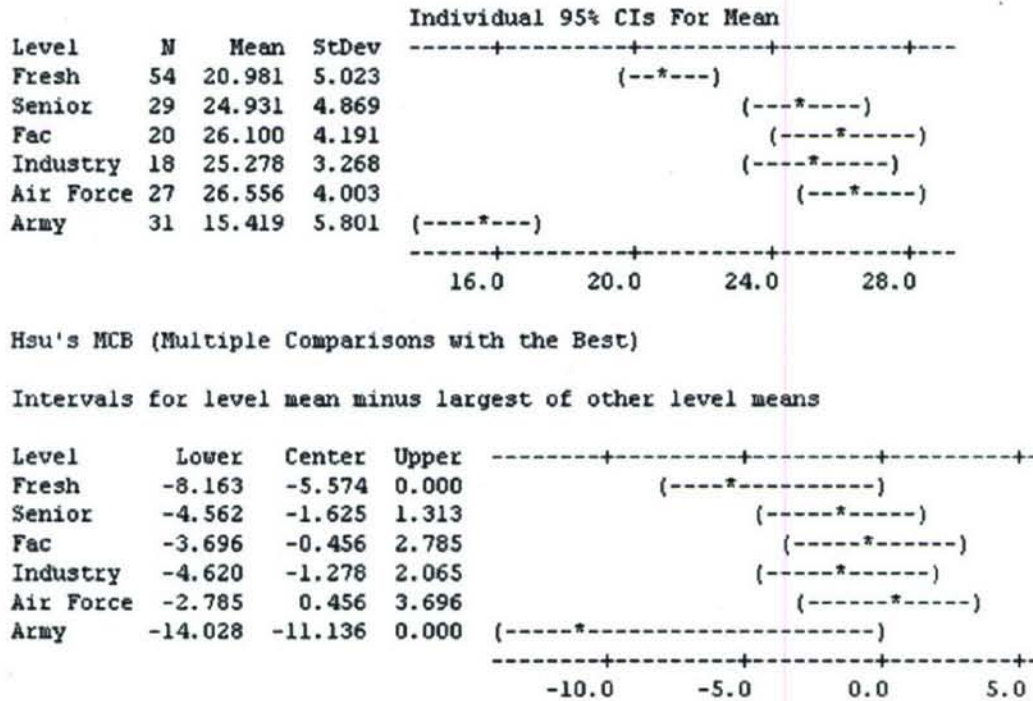 Individual 95% CIs For Mean
Level      N    Mean  StDev  ------+---------+---------+---------+---
Fresh     54  20.981  5.023                 (--*---)
Senior    29  24.931  4.869                          (---*----)
Fac       20  26.100  4.191                            (----*-----)
Industry  18  25.278  3.268                          (----*-----)
Air Force 27  26.556  4.003                              (---*----)
Army      31  15.419  5.801  (----*---)
                             ------+---------+---------+---------+---
                                16.0      20.0      24.0      28.0
Hsu's MCB (Multiple Comparisons with the Best)
Intervals for level mean minus largest of other level means
Level        Lower   Center  Upper  --------+---------+---------+---------+-
Fresh       -8.163   -5.574  0.000              (----*-----------)
Senior      -4.562   -1.625  1.313                     (-----*-----)
Fac         -3.696   -0.456  2.785                       (-----*------)
Industry    -4.620   -1.278  2.065                     (-----*------)
Air Force   -2.785    0.456  3.696                        (------*-----)
Army       -14.028  -11.136  0.000  (-----*---------------------)
                                    --------+---------+---------+---------+-
                                        -10.0      -5.0       0.0       5.0